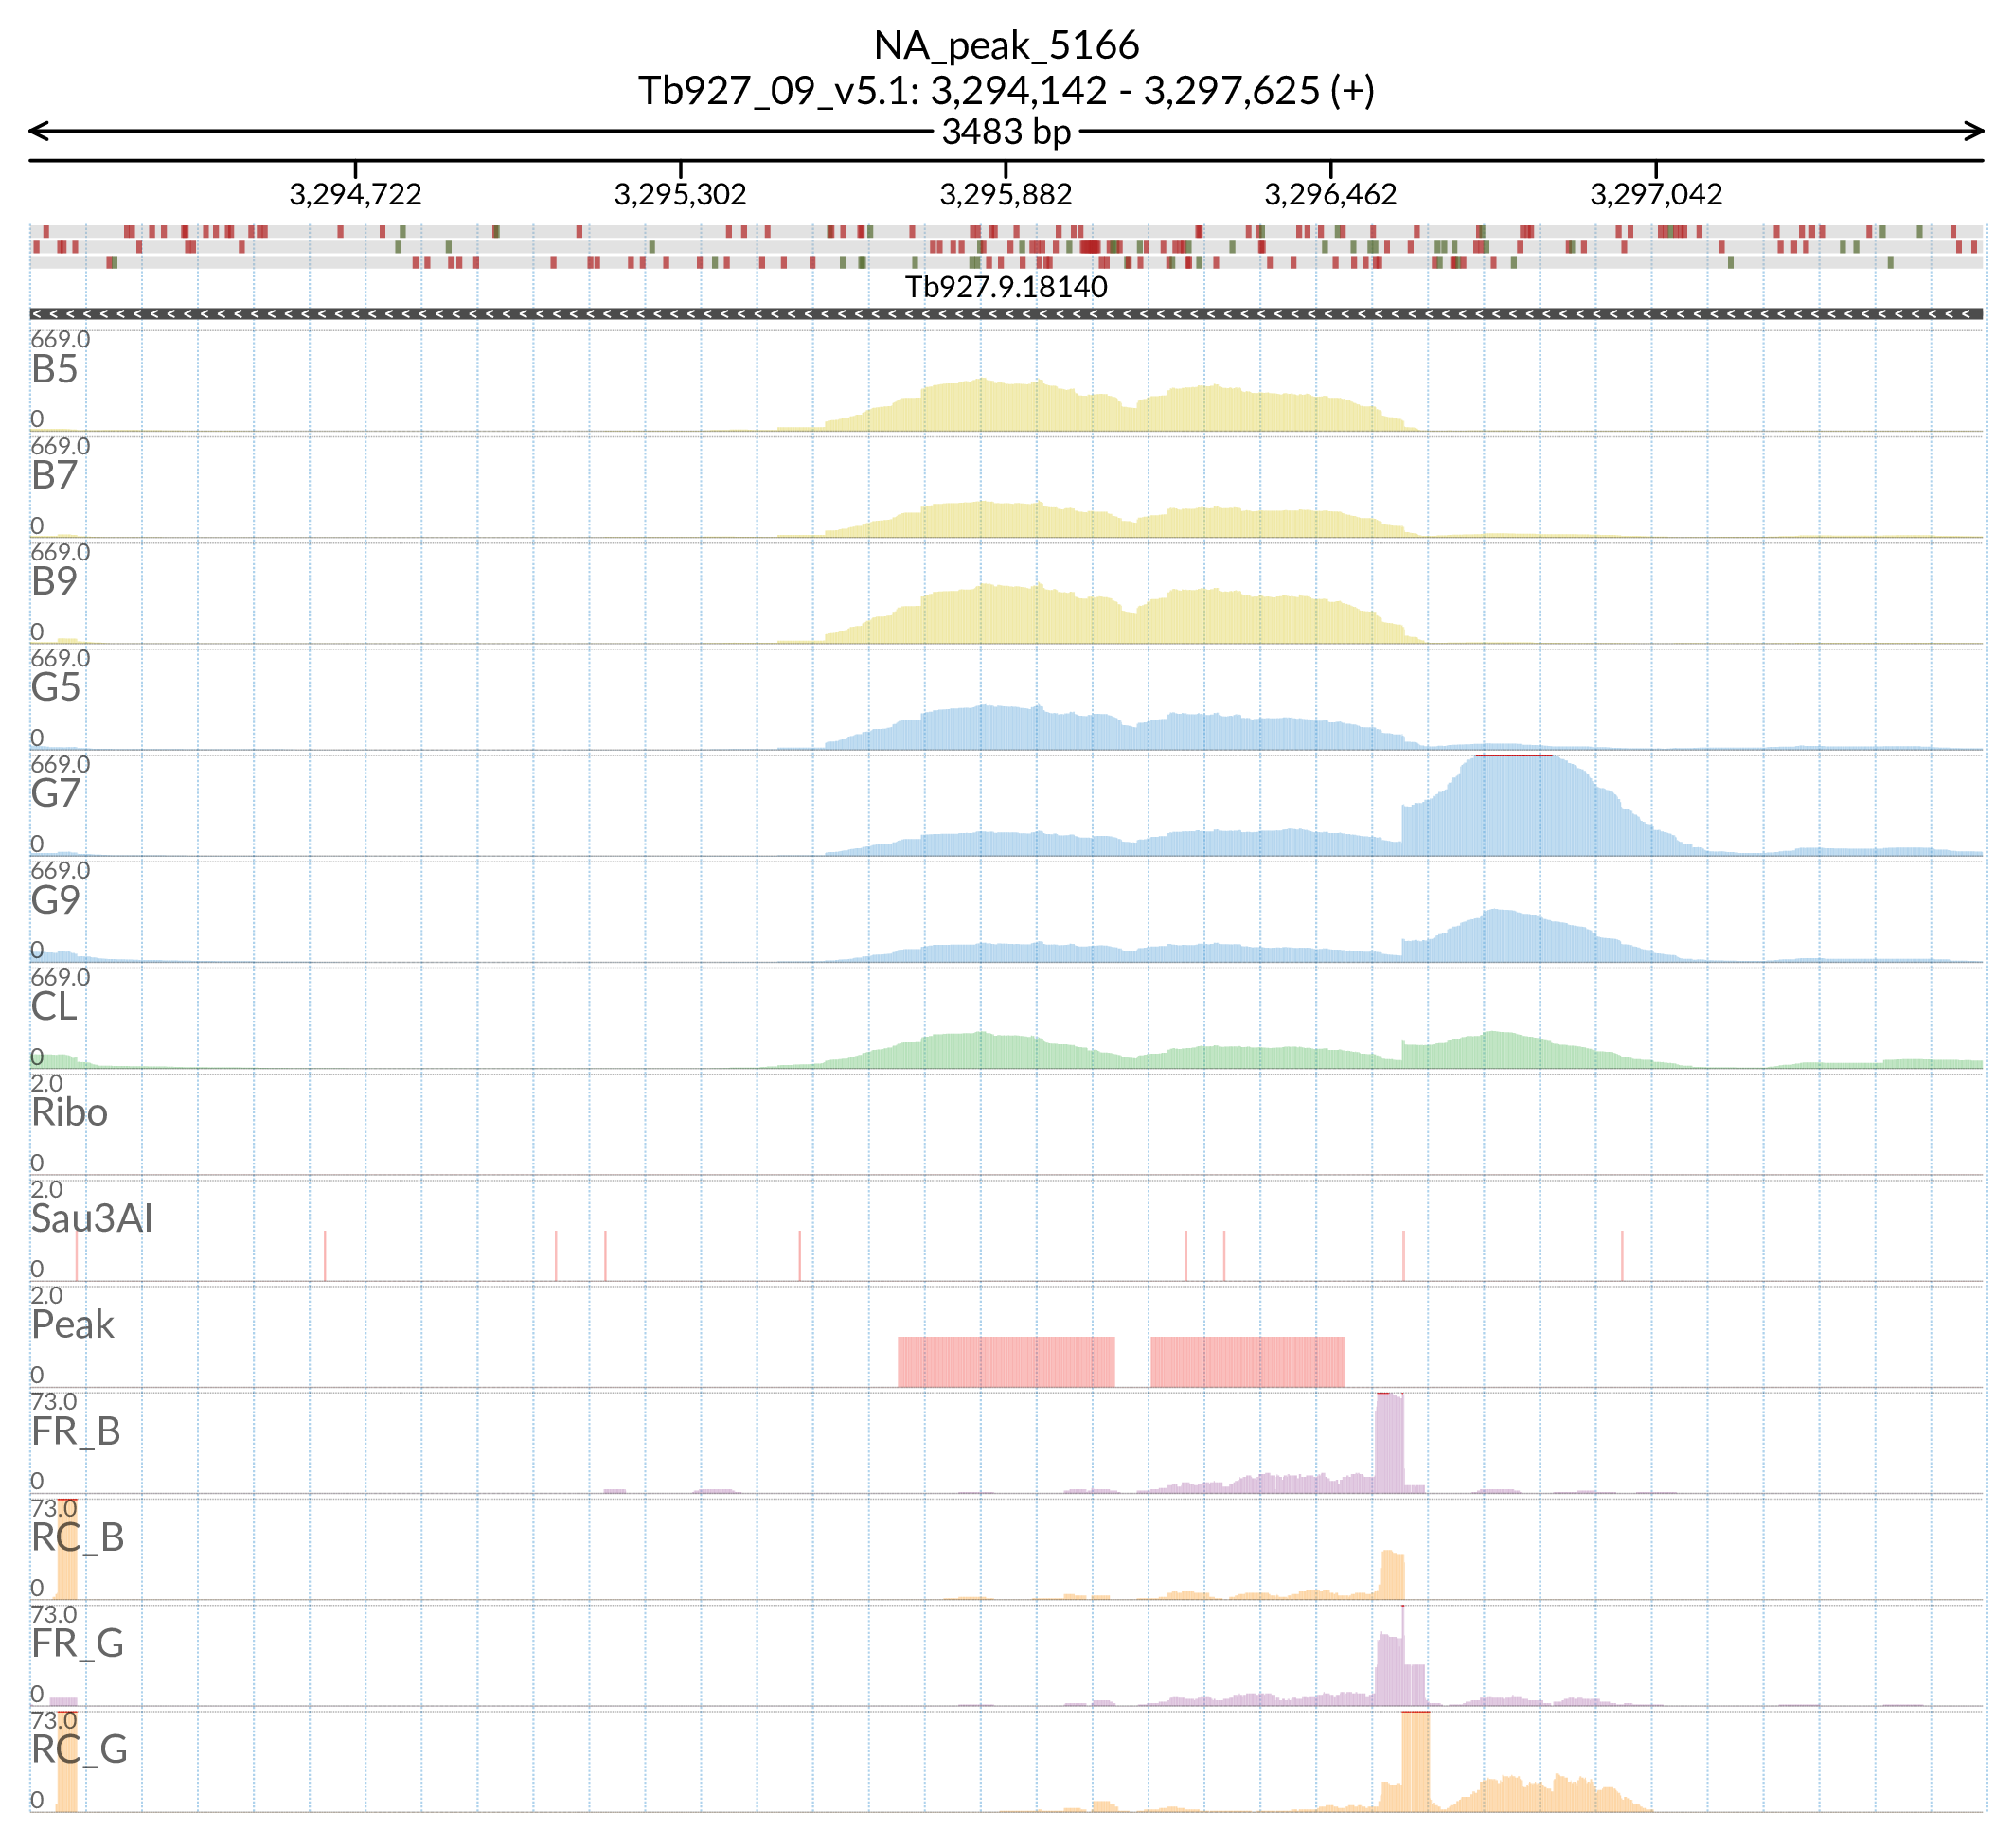 NA_peak_5166
Tb927_09_v5.1: 3,294,142 - 3,297,625 (+)
3483 bp
3,294,722 3,295,302 3,295,882 3,296,462 3,297,042
Tb927.9.18140
669.0
B5
0
669.0
B7
0
669.0
B9
0
669.0
G5
0
669.0
G7
0
669.0
G9
0
669.0
CL
0
2.0
Ribo
0
2.0
Sau3AI
0
2.0
Peak
0
73.0
FR_B
0
73.0
RC_B
0
73.0
FR_G
0
73.0
RC_G
0